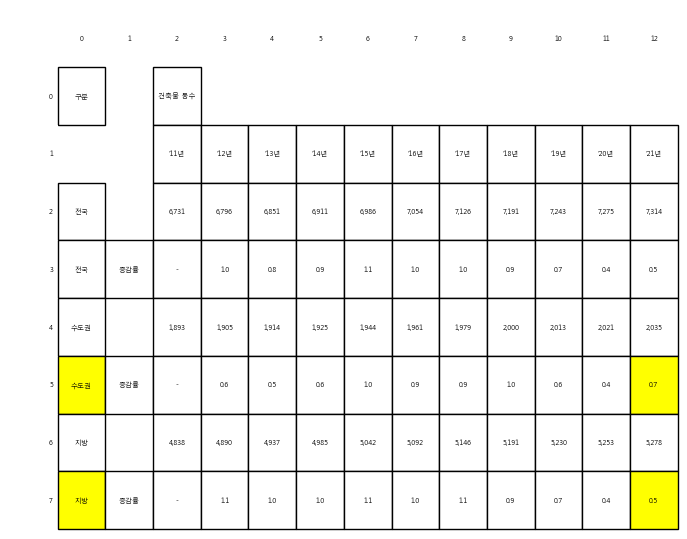 0 1 2 3 4 5 6 7 8 9 10 11 12
0 구분 건축물 동수
1 '11년 '12년 '13년 '14년 '15년 '16년 '17년 '18년 '19년 '20년 '21년
2 전국 6,731 6,796 6,851 6,911 6,986 7,054 7,126 7,191 7,243 7,275 7,314
3 전국 증감률 - 1.0 0.8 0.9 1.1 1.0 1.0 0.9 0.7 0.4 0.5
4 수도권 1,893 1,905 1,914 1,925 1,944 1,961 1,979 2,000 2,013 2,021 2,035
5 수도권 증감률 - 0.6 0.5 0.6 1.0 0.9 0.9 1.0 0.6 0.4 0.7
6 지방 4,838 4,890 4,937 4,985 5,042 5,092 5,146 5,191 5,230 5,253 5,278
7 지방 증감률 - 1.1 1.0 1.0 1.1 1.0 1.1 0.9 0.7 0.4 0.5